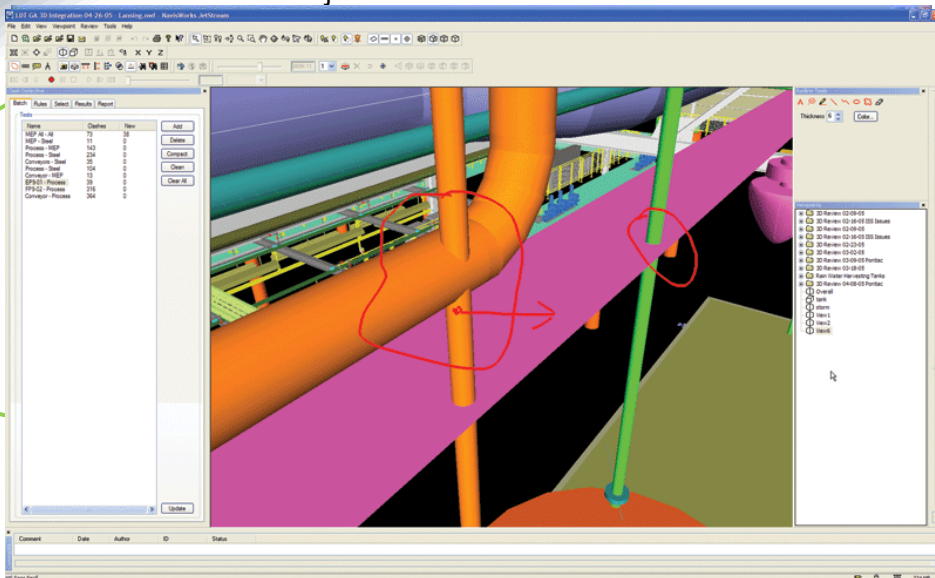 LDT GA 3D Integration 04-26-05 - Lansing.nwf - NavisWorks JetStream
File Edit View Viewpoint Review Tools Help
X Y Z
Batch Rules Select Results Report
Tests
Name Clashes New
MEP All - All 73 38
MEP - Steel 11 0
Process - MEP 143 0
Process - Steel 234 0
Conveyors - Steel 35 0
Process - Steel 104 0
Conveyor - MEP 13 0
EPS-01 - Process 39 0
FPS-02 - Process 316 0
Conveyor - Process 364 0
Add
Delete
Compact
Clean
Clear All
Update
Redline Tools
Thickness 6 Color...
Viewpoints
3D Review 02-09-05
3D Review 02-16-05 ISS Issues
3D Review 02-09-05
3D Review 02-16-05 ISS Issues
3D Review 02-23-05
3D Review 03-02-05
3D Review 03-09-05 Pontiac
3D Review 03-18-05
Rain Water Harvesting Tanks
3D Review 04-08-05 Pontiac
Overall
tank
storm
View1
View2
View6
Comment Date Author ID Status